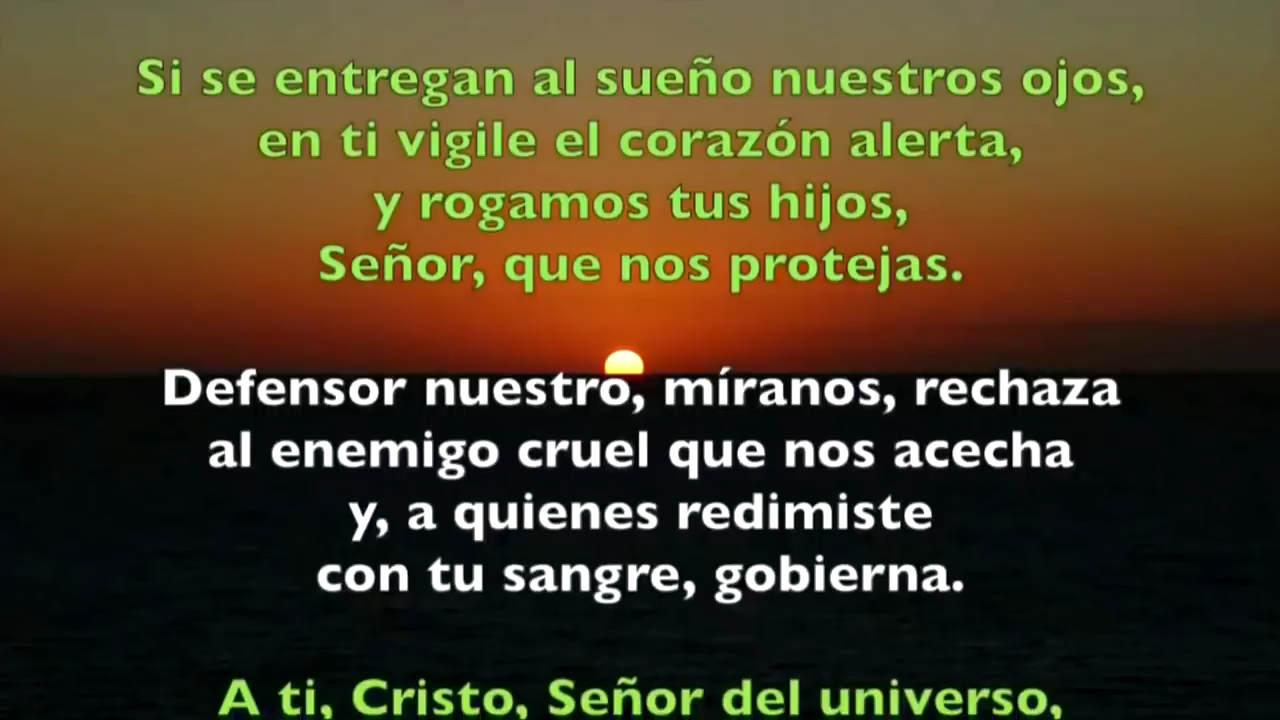 Si se entregan al sueño nuestros ojos,
en ti vigile el corazón alerta,
y rogamos tus hijos,
Señor, que nos protejas.
Defensor nuestro, míranos, rechaza
al enemigo cruel que nos acecha
y, a quienes redimiste
con tu sangre, gobierna.
A ti, Cristo, Señor del universo,